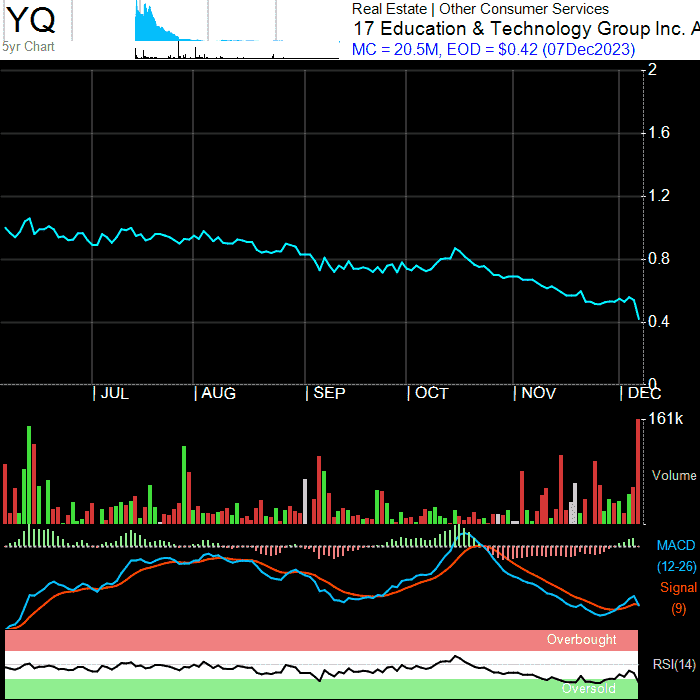 YQ
5yr Chart
Real Estate | Other Consumer Services
17 Education & Technology Group Inc. A
MC = 20.5M, EOD = $0.42 (07Dec2023)
2
1.6
1.2
0.8
0.4
0
JUL
AUG
SEP
OCT
NOV
DEC
161k
Volume
MACD
(12-26)
Signal
(9)
Overbought
RSI(14)
Oversold